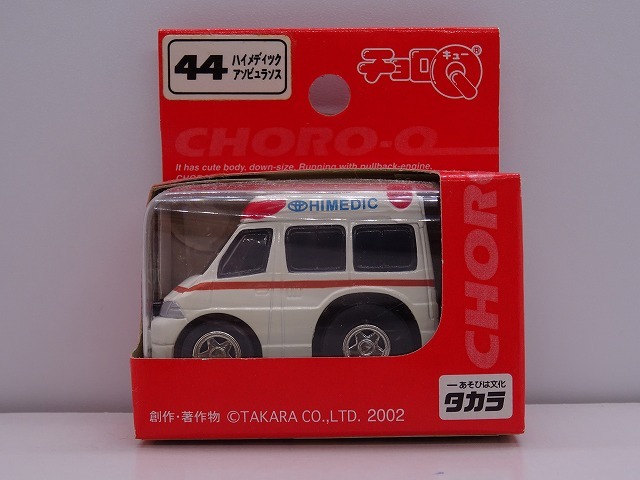 44 ハイメディック
アンビュランス
チョロQ
キュー
®
CHORO-Q
It has cute body, down-size. Running with pullback-engine.
HIMEDIC
CHORO
ーあそびは文化
タカラ
創作・著作物 ©TAKARA CO.,LTD. 2002